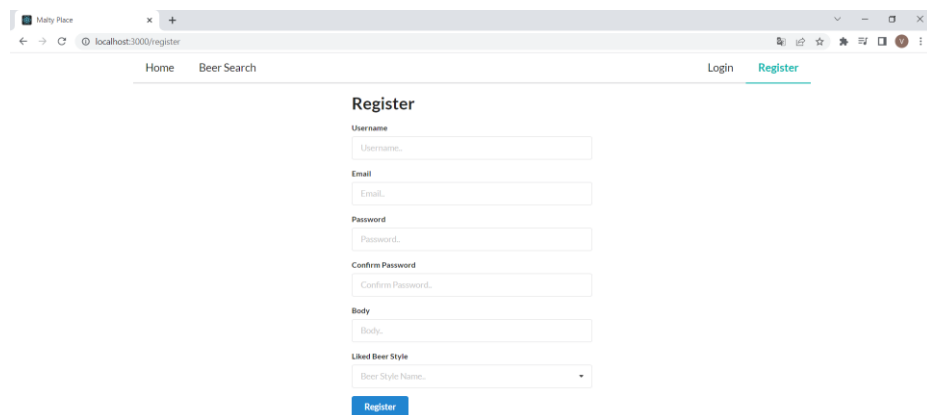 Malty Place
localhost:3000/register
V
Home Beer Search Login Register
Register
Username
Username..
Email
Email..
Password
Password..
Confirm Password
Confirm Password..
Body
Body..
Liked Beer Style
Beer Style Name..
Register